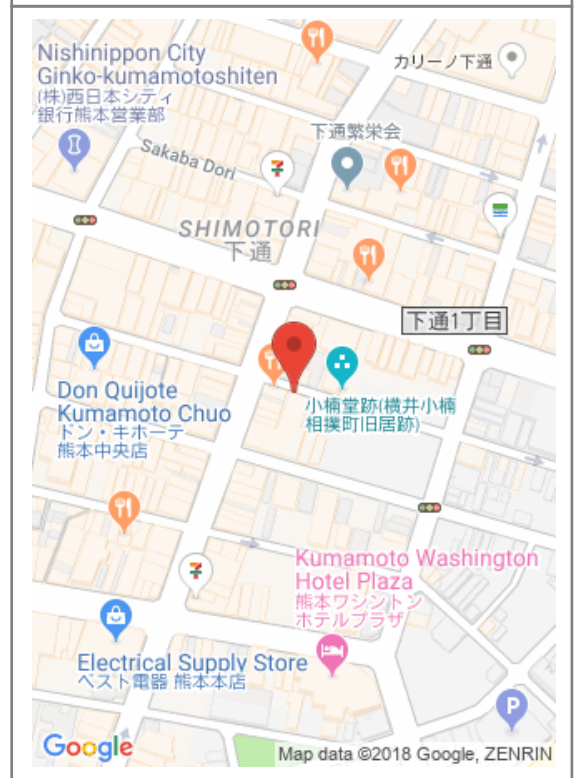 Nishinippon City
Ginko-kumamotoshiten
(株)西日本シティ
銀行熊本営業部
カリーノ下通
下通繁栄会
Sakaba Dori
SHIMOTORI
下通
下通1丁目
Don Quijote
Kumamoto Chuo
ドン・キホーテ
熊本中央店
小楠堂跡(横井小楠
相撲町旧居跡)
Kumamoto Washington
Hotel Plaza
熊本ワシントン
ホテルプラザ
Electrical Supply Store
ベスト電器 熊本本店
P
Google
Map data ©2018 Google, ZENRIN